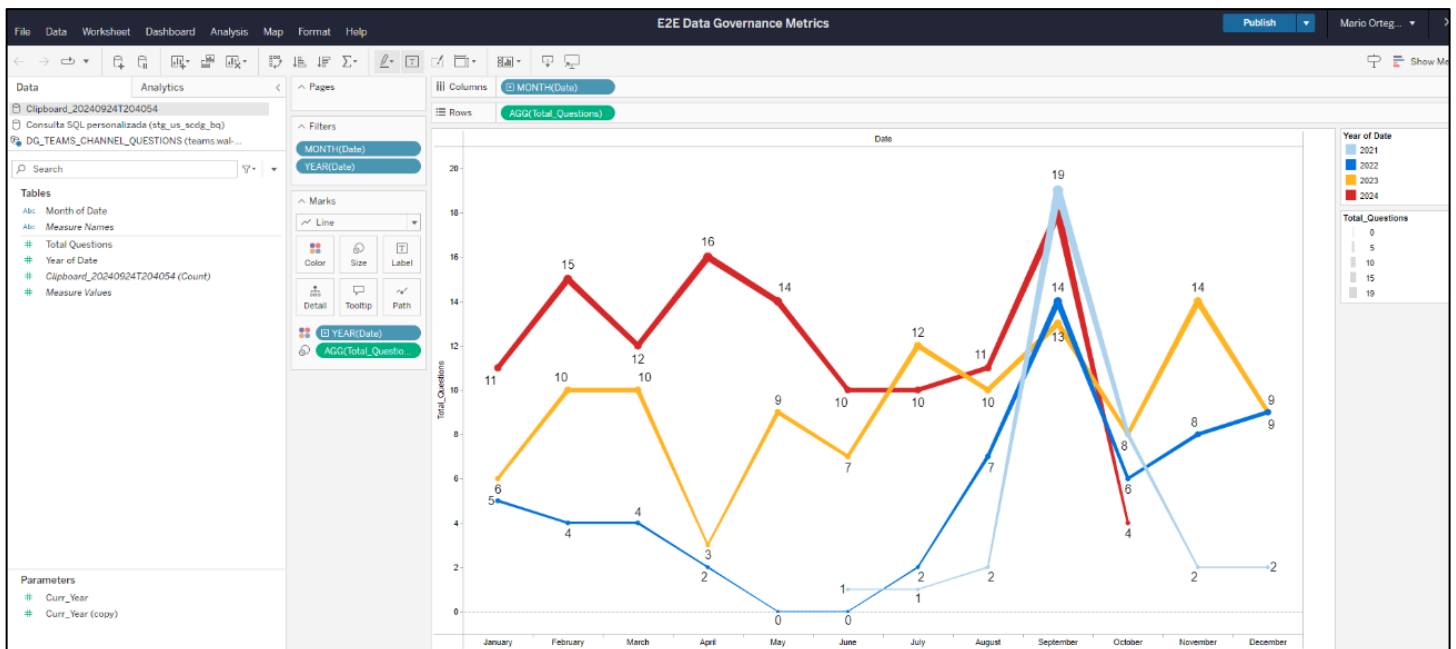 E2E Data Governance Metrics
Publish
Mario Orteg...
File Data Worksheet Dashboard Analysis Map Format Help
Show Me
Data Analytics
Clipboard_20240924T204054
Consulta SQL personalizada (stg_us_scdg_bq)
DG_TEAMS_CHANNEL_QUESTIONS (teams.wal-...
Search
Tables
Abc Month of Date
Abc Measure Names
# Total Questions
# Year of Date
# Clipboard_20240924T204054 (Count)
# Measure Values
Parameters
# Curr_Year
# Curr_Year (copy)
Pages
Filters
MONTH(Date)
YEAR(Date)
Marks
Line
Color Size Label
Detail Tooltip Path
YEAR(Date)
AGG(Total_Questio...
Columns MONTH(Date)
Rows AGG(Total_Questions)
Date
Total_Questions
20
18
16
14
12
10
8
6
4
2
0
19
16
15
14 14 14
12 12 13
11 11
10 10 10 10 10
9 9 9
8 8
7 7
6 6
5
4 4 4
3
2 2 2 2 2
1 1
0 0
January February March April May June July August September October November December
Year of Date
2021
2022
2023
2024
Total_Questions
0
5
10
15
19